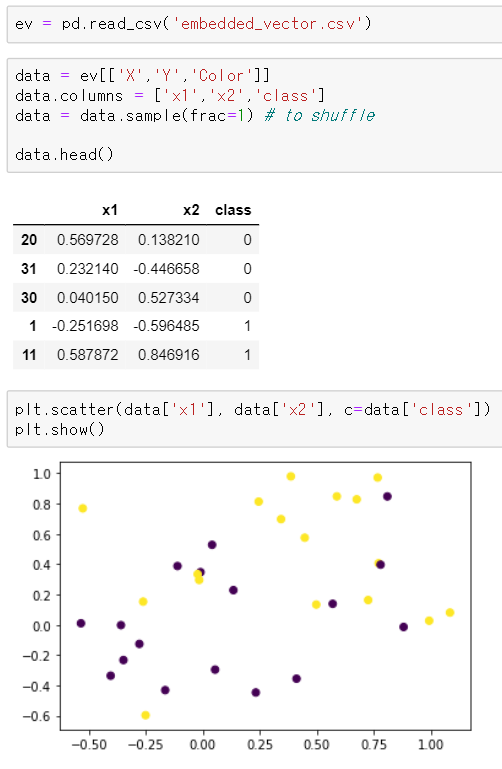 ev = pd.read_csv('embedded_vector.csv')
data = ev[['X','Y','Color']]
data.columns = ['x1','x2','class']
data = data.sample(frac=1) # to shuffle
data.head()
x1 x2 class
20 0.569728 0.138210 0
31 0.232140 -0.446658 0
30 0.040150 0.527334 0
1 -0.251698 -0.596485 1
11 0.587872 0.846916 1
plt.scatter(data['x1'], data['x2'], c=data['class'])
plt.show()
1.0
0.8
0.6
0.4
0.2
0.0
−0.2
−0.4
−0.6
−0.50 −0.25 0.00 0.25 0.50 0.75 1.00